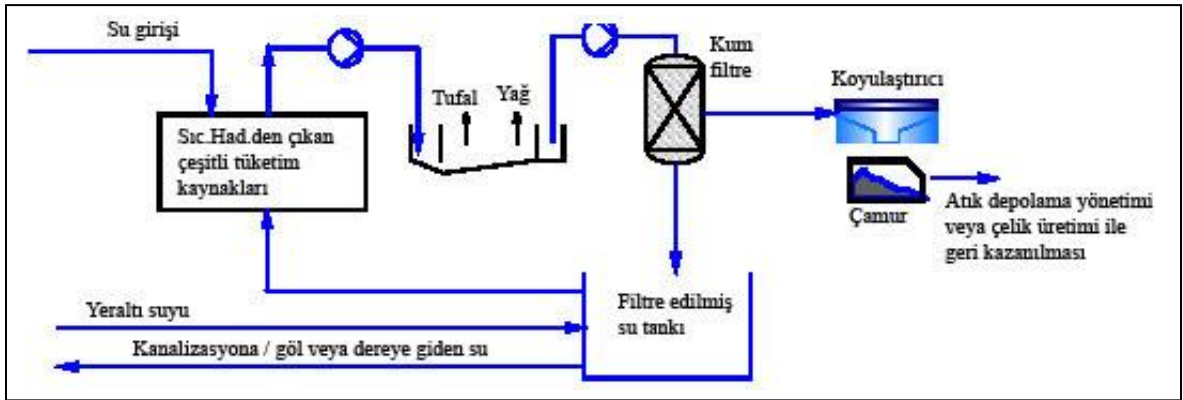 Su girişi
Sıc.Had.den çıkan
çeşitli tüketim
kaynakları
Tufal
Yağ
Kum
filtre
Koyulaştırıcı
Çamur
Atık depolama yönetimi
veya çelik üretimi ile
geri kazanılması
Filtre edilmiş
su tankı
Yeraltı suyu
Kanalizasyona / göl veya dereye giden su